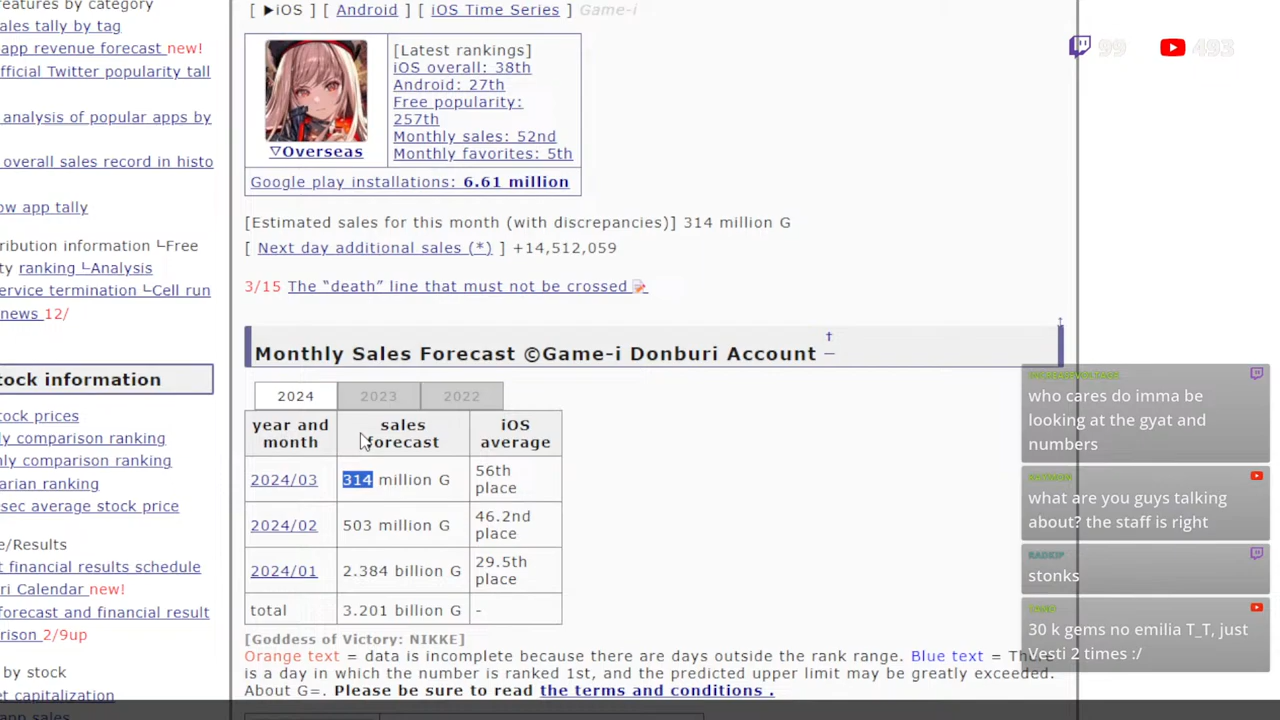 eatures by category
ales tally by tag
app revenue forecast new!
fficial Twitter popularity tall
analysis of popular apps by
overall sales record in histo
ow app tally
ribution information └Free
ty ranking └Analysis
ervice termination └Cell run
news 12/
tock information
ock prices
ly comparison ranking
hly comparison ranking
arian ranking
sec average stock price
e/Results
t financial results schedule
ri Calendar new!
forecast and financial result
rison 2/9up
by stock
et capitalization
app sales
[ ▶iOS ] [ Android ] [ iOS Time Series ] Game-i
▽Overseas
[Latest rankings]
iOS overall: 38th
Android: 27th
Free popularity:
257th
Monthly sales: 52nd
Monthly favorites: 5th
Google play installations: 6.61 million
[Estimated sales for this month (with discrepancies)] 314 million G
[ Next day additional sales (*) ] +14,512,059
3/15 The “death” line that must not be crossed
Monthly Sales Forecast ©Game-i Donburi Account
2024 2023 2022
year and month sales forecast iOS average
2024/03 314 million G 56th place
2024/02 503 million G 46.2nd place
2024/01 2.384 billion G 29.5th place
total 3.201 billion G -
[Goddess of Victory: NIKKE]
Orange text = data is incomplete because there are days outside the rank range. Blue text = The
is a day in which the number is ranked 1st, and the predicted upper limit may be greatly exceeded.
About G=. Please be sure to read the terms and conditions .
99 493
who cares do imma be
looking at the gyat and
numbers
what are you guys talking
about? the staff is right
RADKIP
stonks
30 k gems no emilia T_T, just
Vesti 2 times :/